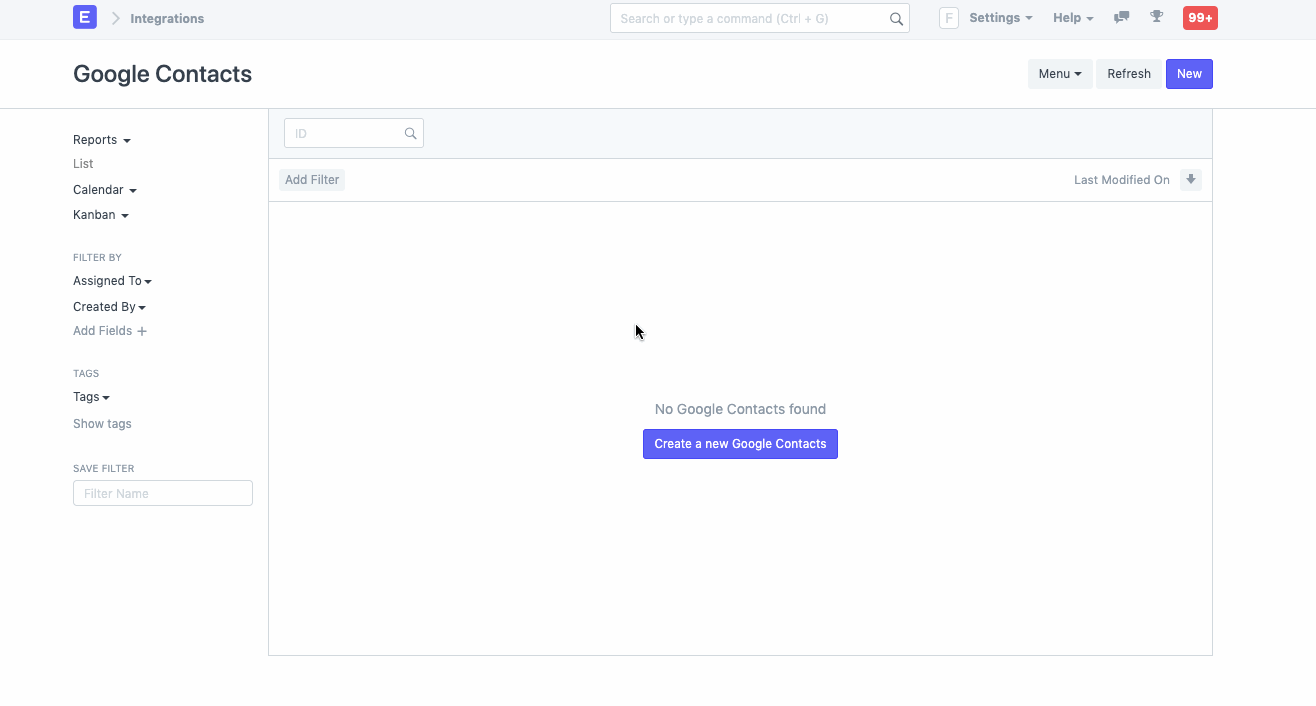 E Integrations Search or type a command (Ctrl + G) F Settings Help 99+
Google Contacts Menu Refresh New
Reports
List
Calendar
Kanban
FILTER BY
Assigned To
Created By
Add Fields
TAGS
Tags
Show tags
SAVE FILTER
Filter Name
ID
Add Filter Last Modified On
No Google Contacts found
Create a new Google Contacts